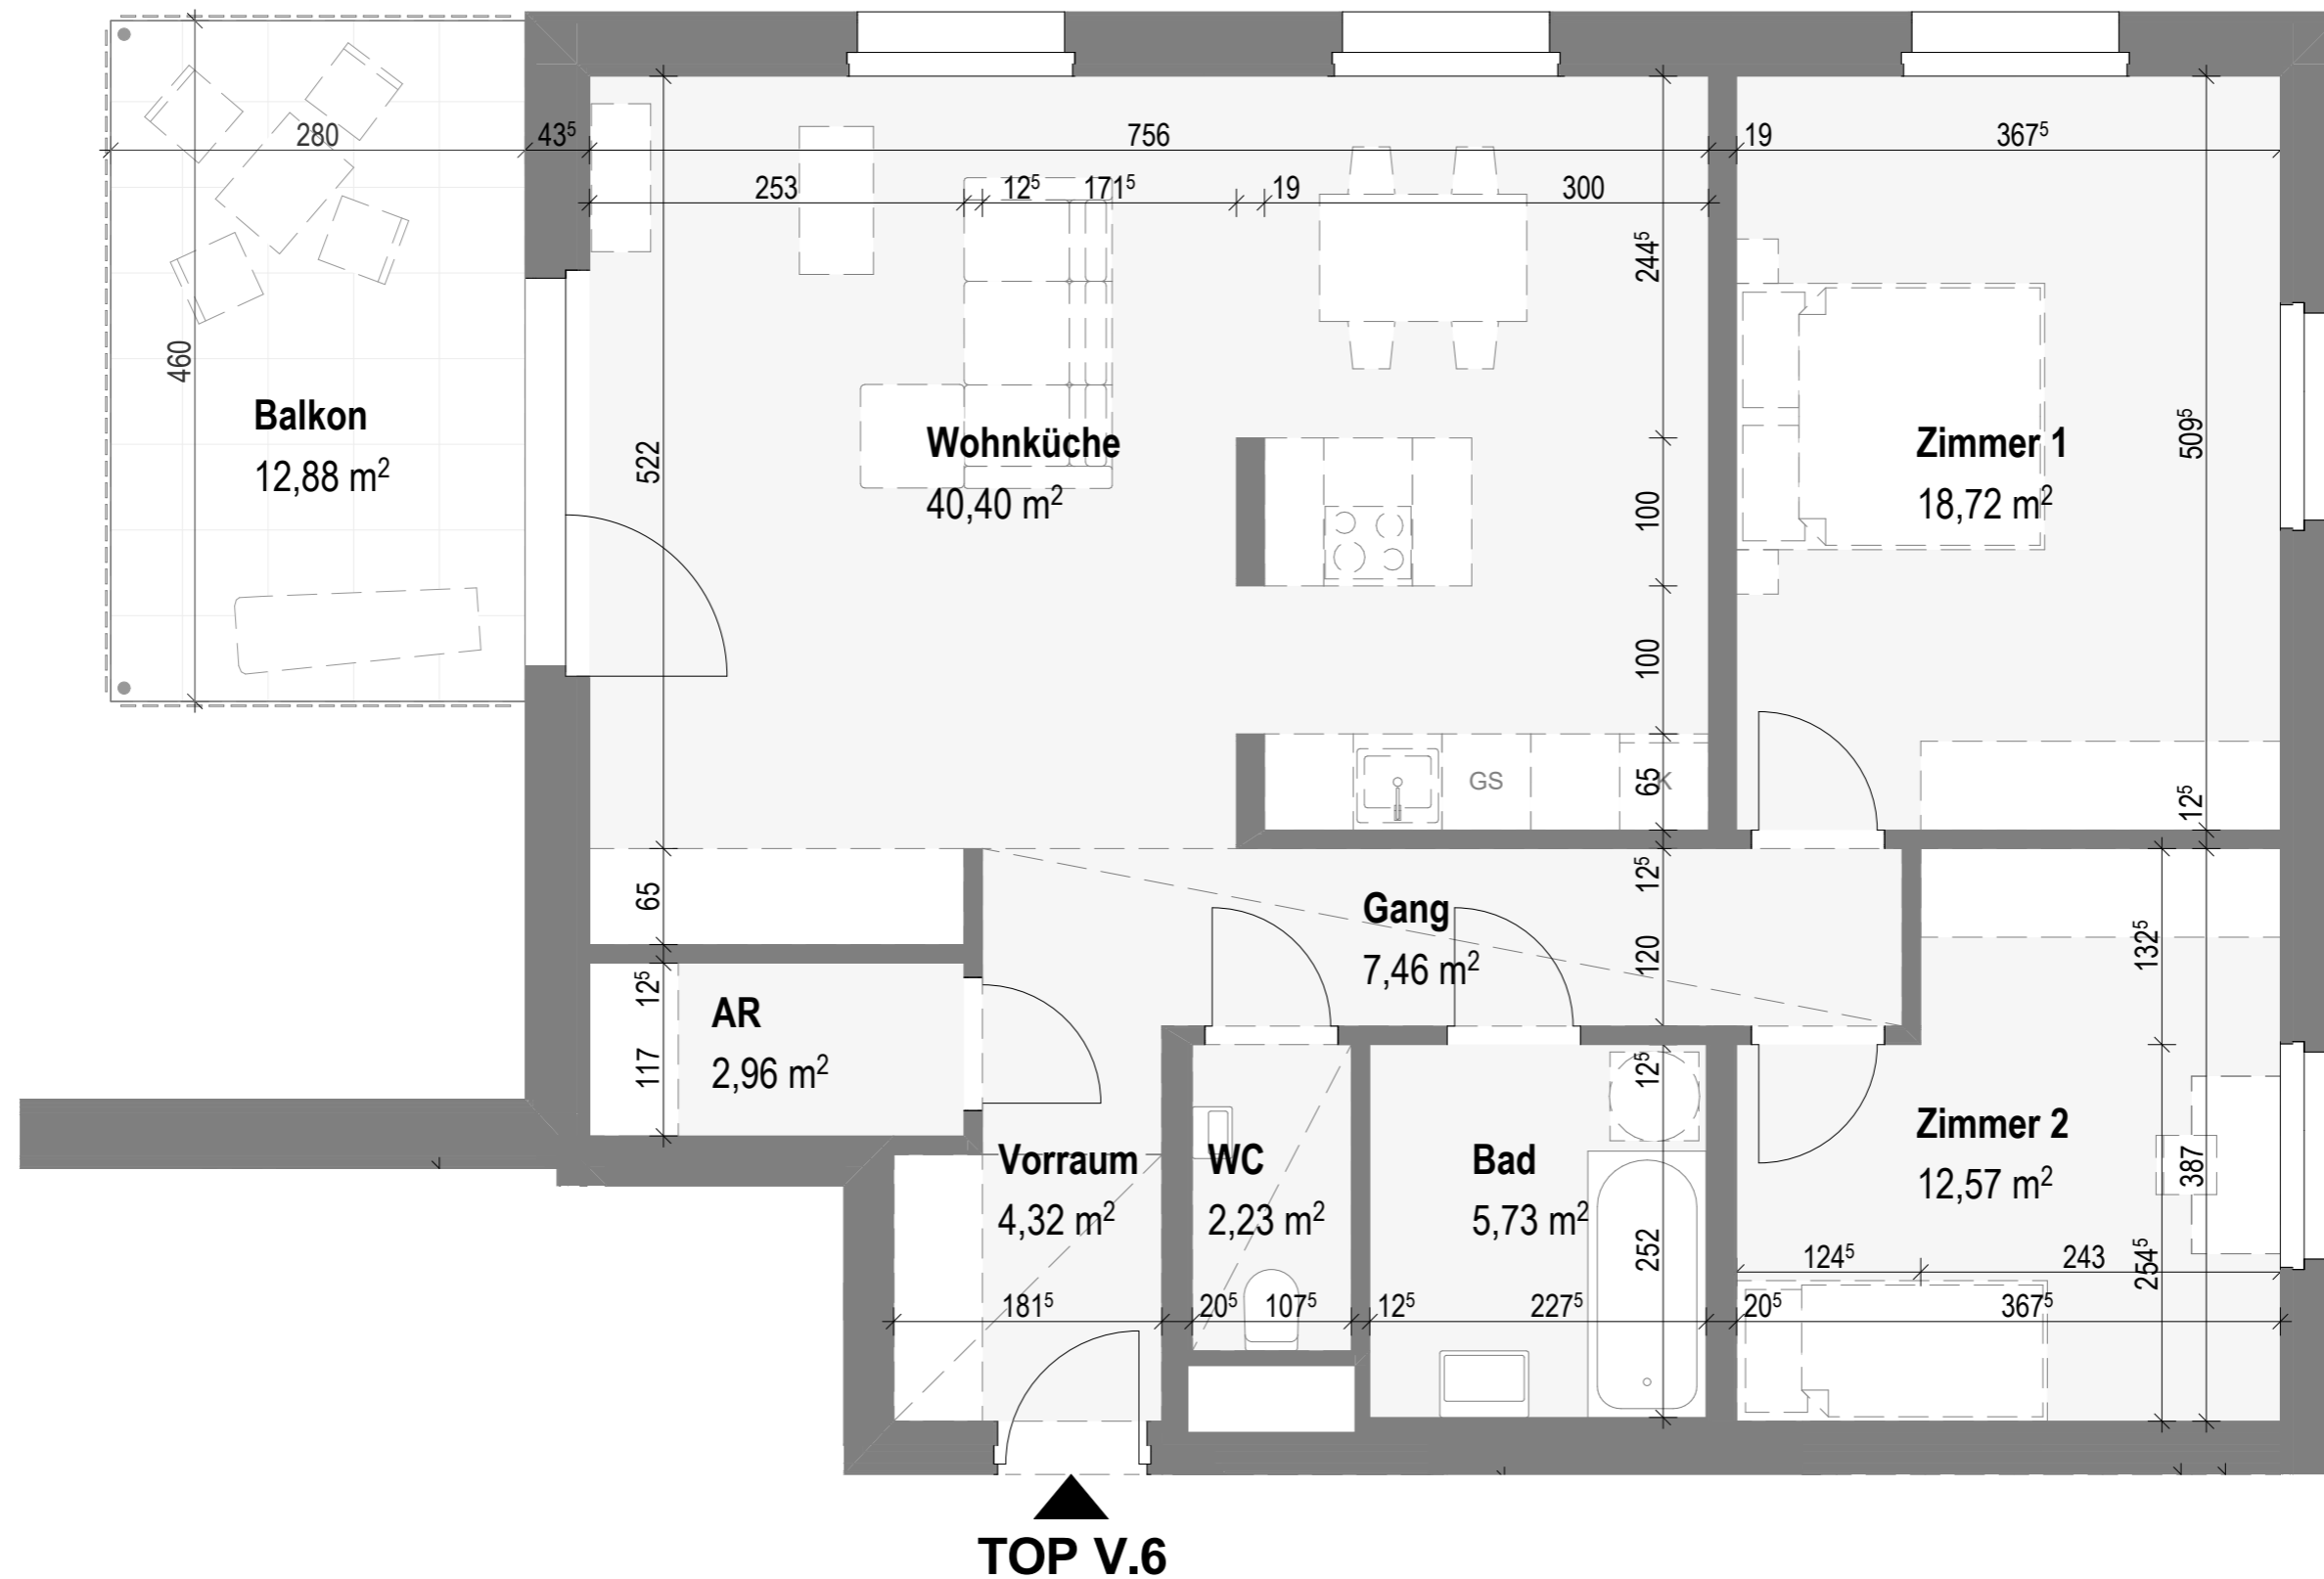 280
43⁵
756
19
367⁵
253
12⁵
171⁵
19
300
244⁵
460
Balkon
12,88 m²
522
Wohnküche
40,40 m²
100
Zimmer 1
18,72 m²
509⁵
100
65
GS
K
12⁵
65
12⁵
Gang
7,46 m²
120
132⁵
12⁵
117
AR
2,96 m²
12⁵
Vorraum
4,32 m²
WC
2,23 m²
Bad
5,73 m²
252
Zimmer 2
12,57 m²
387
124⁵
243
254⁵
181⁵
20⁵
107⁵
12⁵
227⁵
20⁵
367⁵
TOP V.6